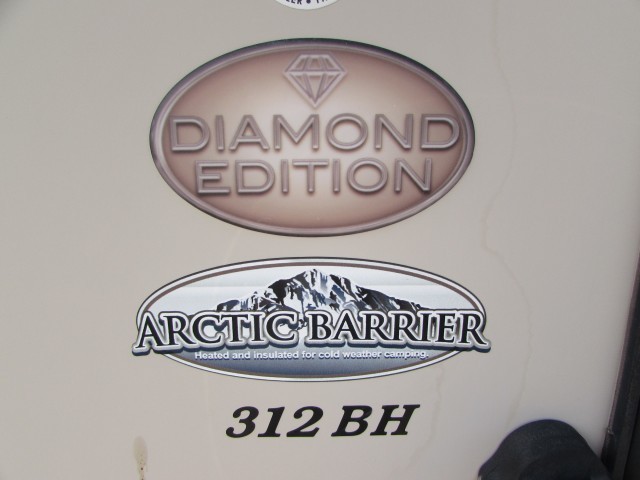 DIAMOND
EDITION
ARCTIC BARRIER
Heated and insulated for cold weather camping.
312 BH